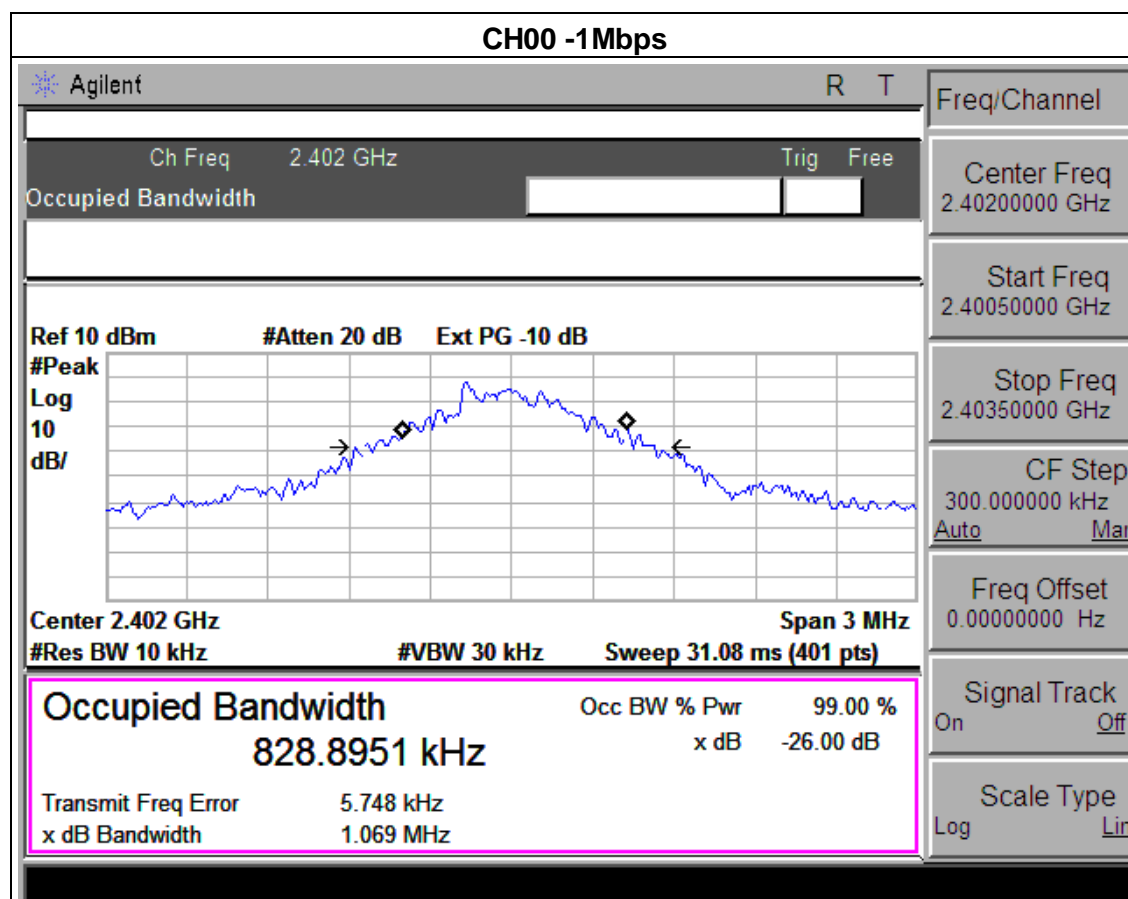 CH00 -1Mbps
Agilent R T
Ch Freq 2.402 GHz Trig Free
Occupied Bandwidth
Ref 10 dBm #Atten 20 dB Ext PG -10 dB
#Peak
Log
10
dB/
Center 2.402 GHz Span 3 MHz
#Res BW 10 kHz #VBW 30 kHz Sweep 31.08 ms (401 pts)
Occupied Bandwidth
828.8951 kHz
Occ BW % Pwr 99.00 %
x dB -26.00 dB
Transmit Freq Error 5.748 kHz
x dB Bandwidth 1.069 MHz
Freq/Channel
Center Freq
2.40200000 GHz
Start Freq
2.40050000 GHz
Stop Freq
2.40350000 GHz
CF Step
300.000000 kHz
Auto Man
Freq Offset
0.00000000 Hz
Signal Track
On Off
Scale Type
Log Lin